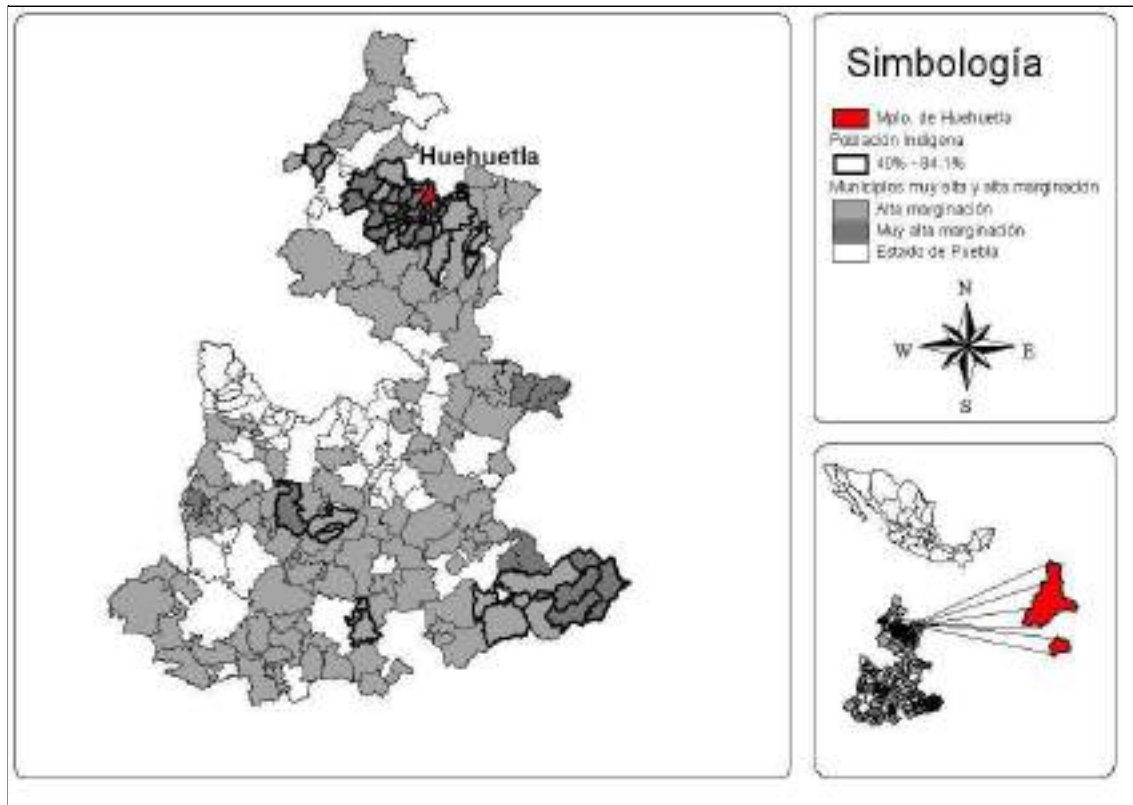 Huehuetla
Simbología
Mpio. de Huehuetla
Población Indígena
40% - 84.1%
Municipios muy alta y alta marginación
Alta marginación
Muy alta marginación
Estado de Puebla
N
W E
S